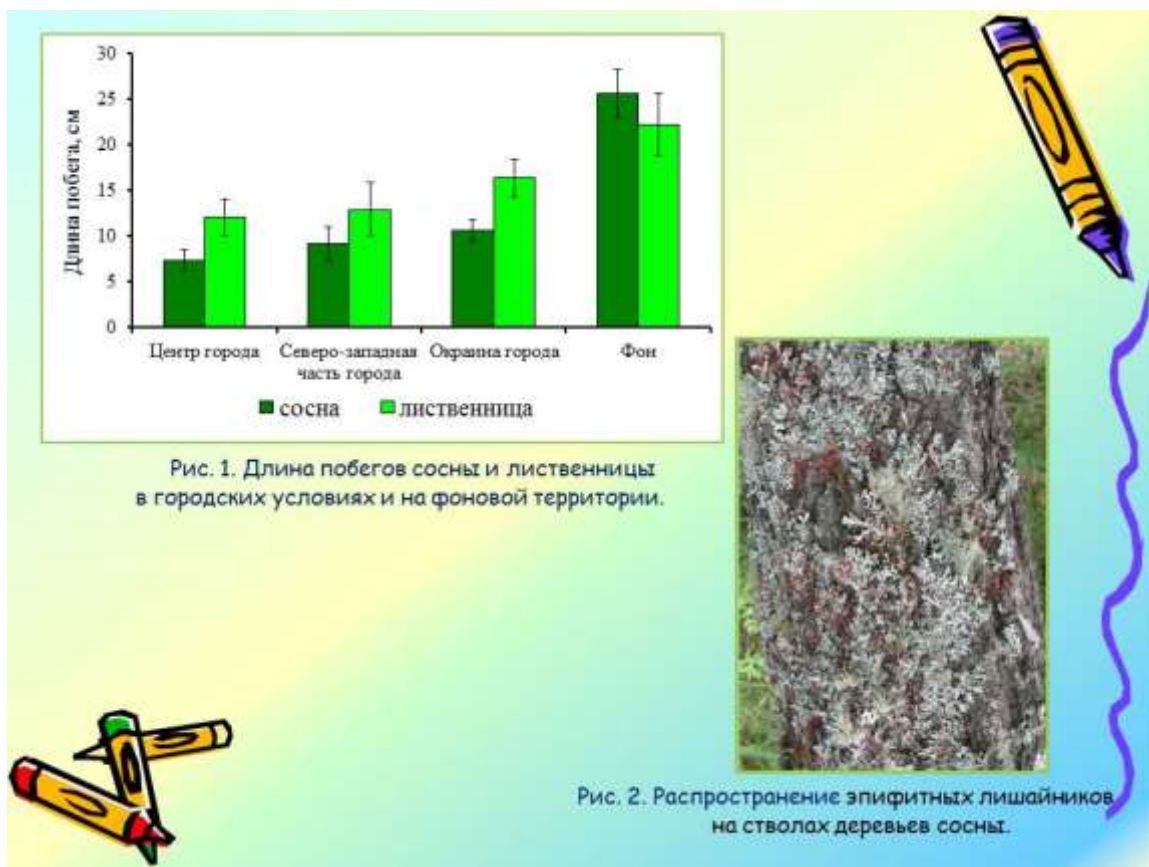 30
25
20
15
10
5
0
Длина побега, см
Центр города
Северо-западная
часть города
Окраина города
Фон
сосна лиственница
Рис. 1. Длина побегов сосны и лиственницы
в городских условиях и на фоновой территории.
Рис. 2. Распространение эпифитных лишайников
на стволах деревьев сосны.